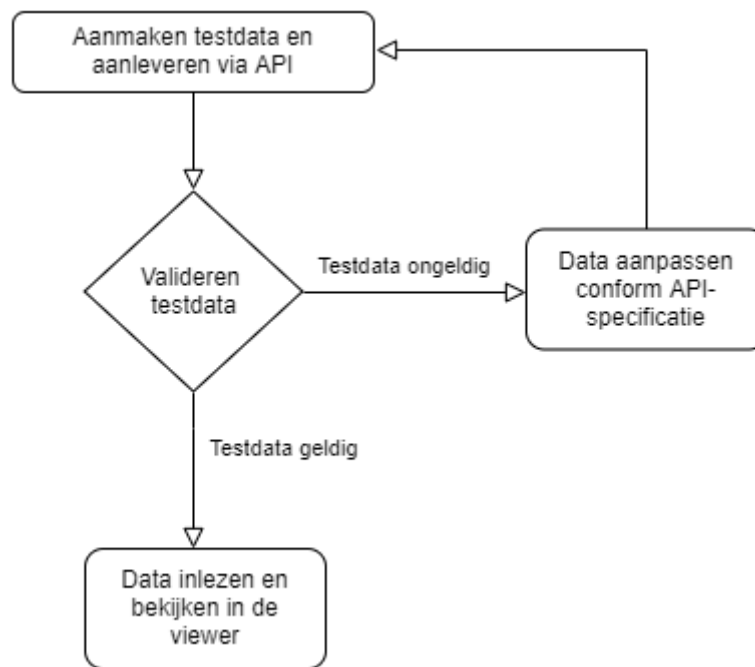 Aanmaken testdata en
aanleveren via API
Valideren
testdata
Testdata ongeldig
Data aanpassen
conform API-
specificatie
Testdata geldig
Data inlezen en
bekijken in de
viewer